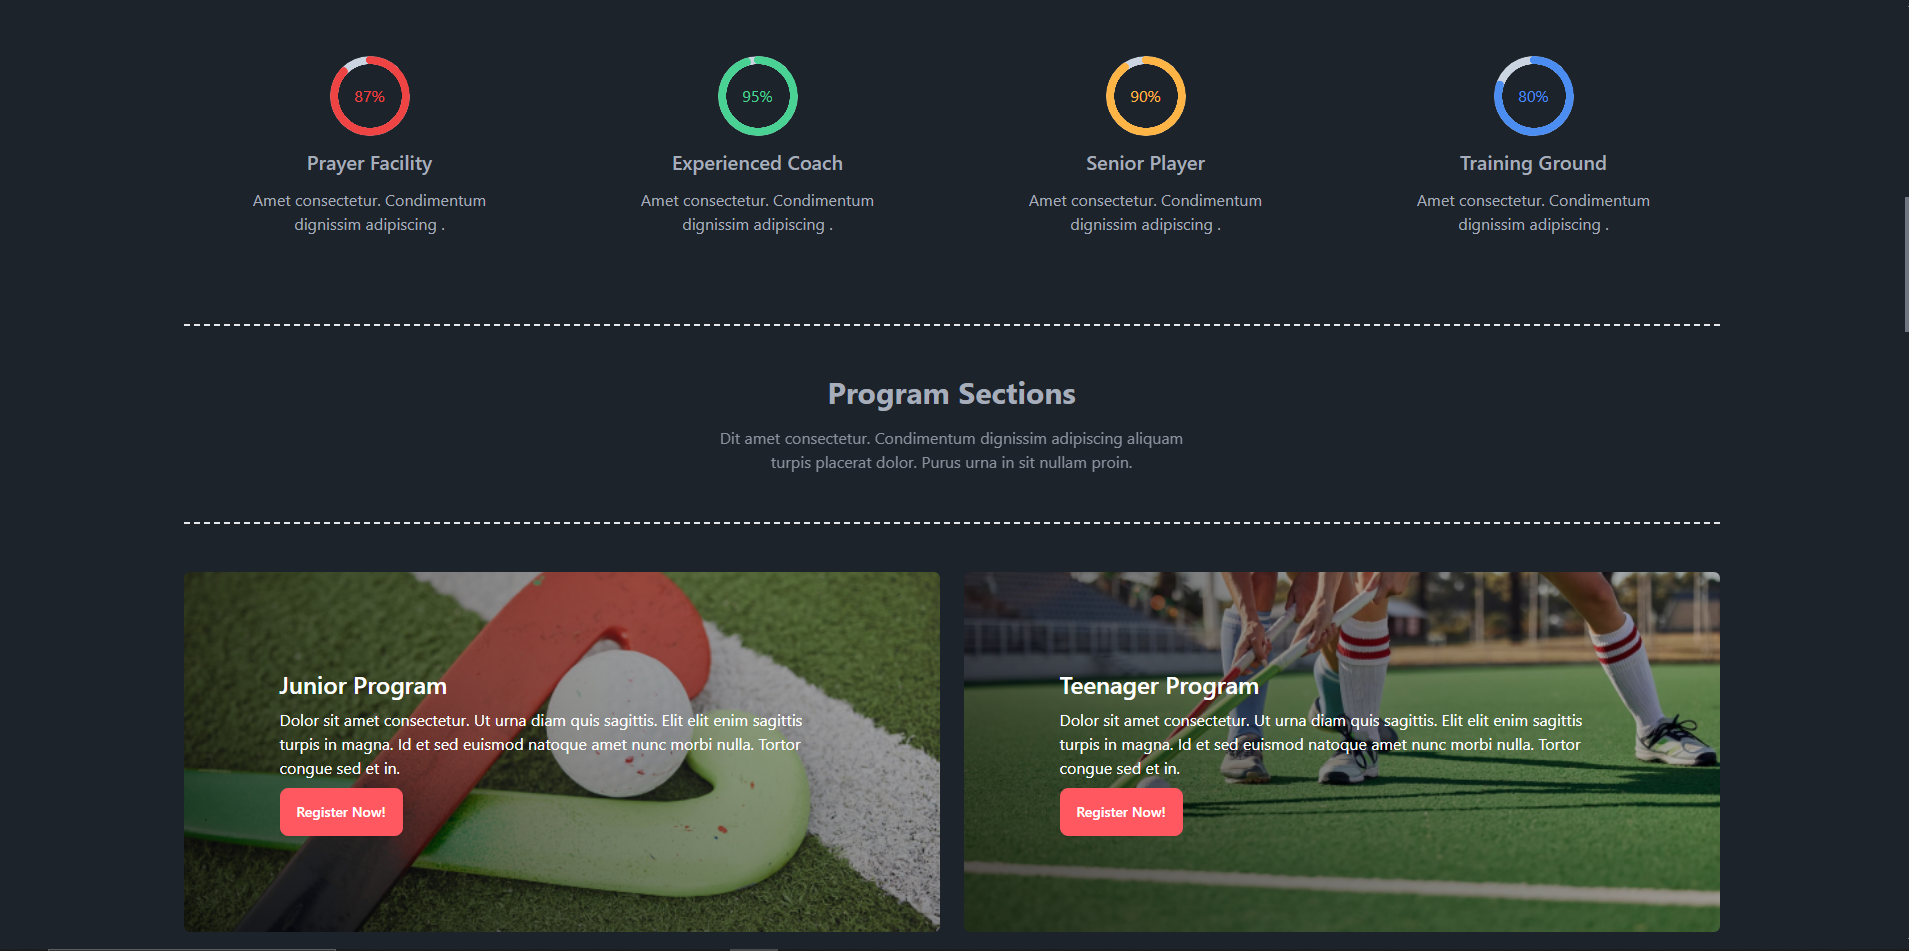 87%
95%
90%
80%
Prayer Facility
Experienced Coach
Senior Player
Training Ground
Amet consectetur. Condimentum
dignissim adipiscing .
Amet consectetur. Condimentum
dignissim adipiscing .
Amet consectetur. Condimentum
dignissim adipiscing .
Amet consectetur. Condimentum
dignissim adipiscing .
Program Sections
Dit amet consectetur. Condimentum dignissim adipiscing aliquam
turpis placerat dolor. Purus urna in sit nullam proin.
Junior Program
Dolor sit amet consectetur. Ut urna diam quis sagittis. Elit elit enim sagittis
turpis in magna. Id et sed euismod natoque amet nunc morbi nulla. Tortor
congue sed et in.
Register Now!
Teenager Program
Dolor sit amet consectetur. Ut urna diam quis sagittis. Elit elit enim sagittis
turpis in magna. Id et sed euismod natoque amet nunc morbi nulla. Tortor
congue sed et in.
Register Now!